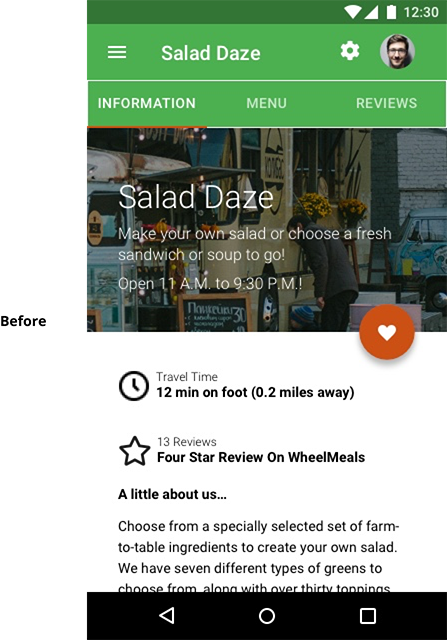 12:30
Salad Daze
INFORMATION MENU REVIEWS
Salad Daze
Make your own salad or choose a fresh
sandwich or soup to go!
Open 11 A.M. to 9:30 P.M.!
Before
Travel Time
12 min on foot (0.2 miles away)
13 Reviews
Four Star Review On WheelMeals
A little about us…
Choose from a specially selected set of farm-
to-table ingredients to create your own salad.
We have seven different types of greens to
choose from, along with over thirty toppings